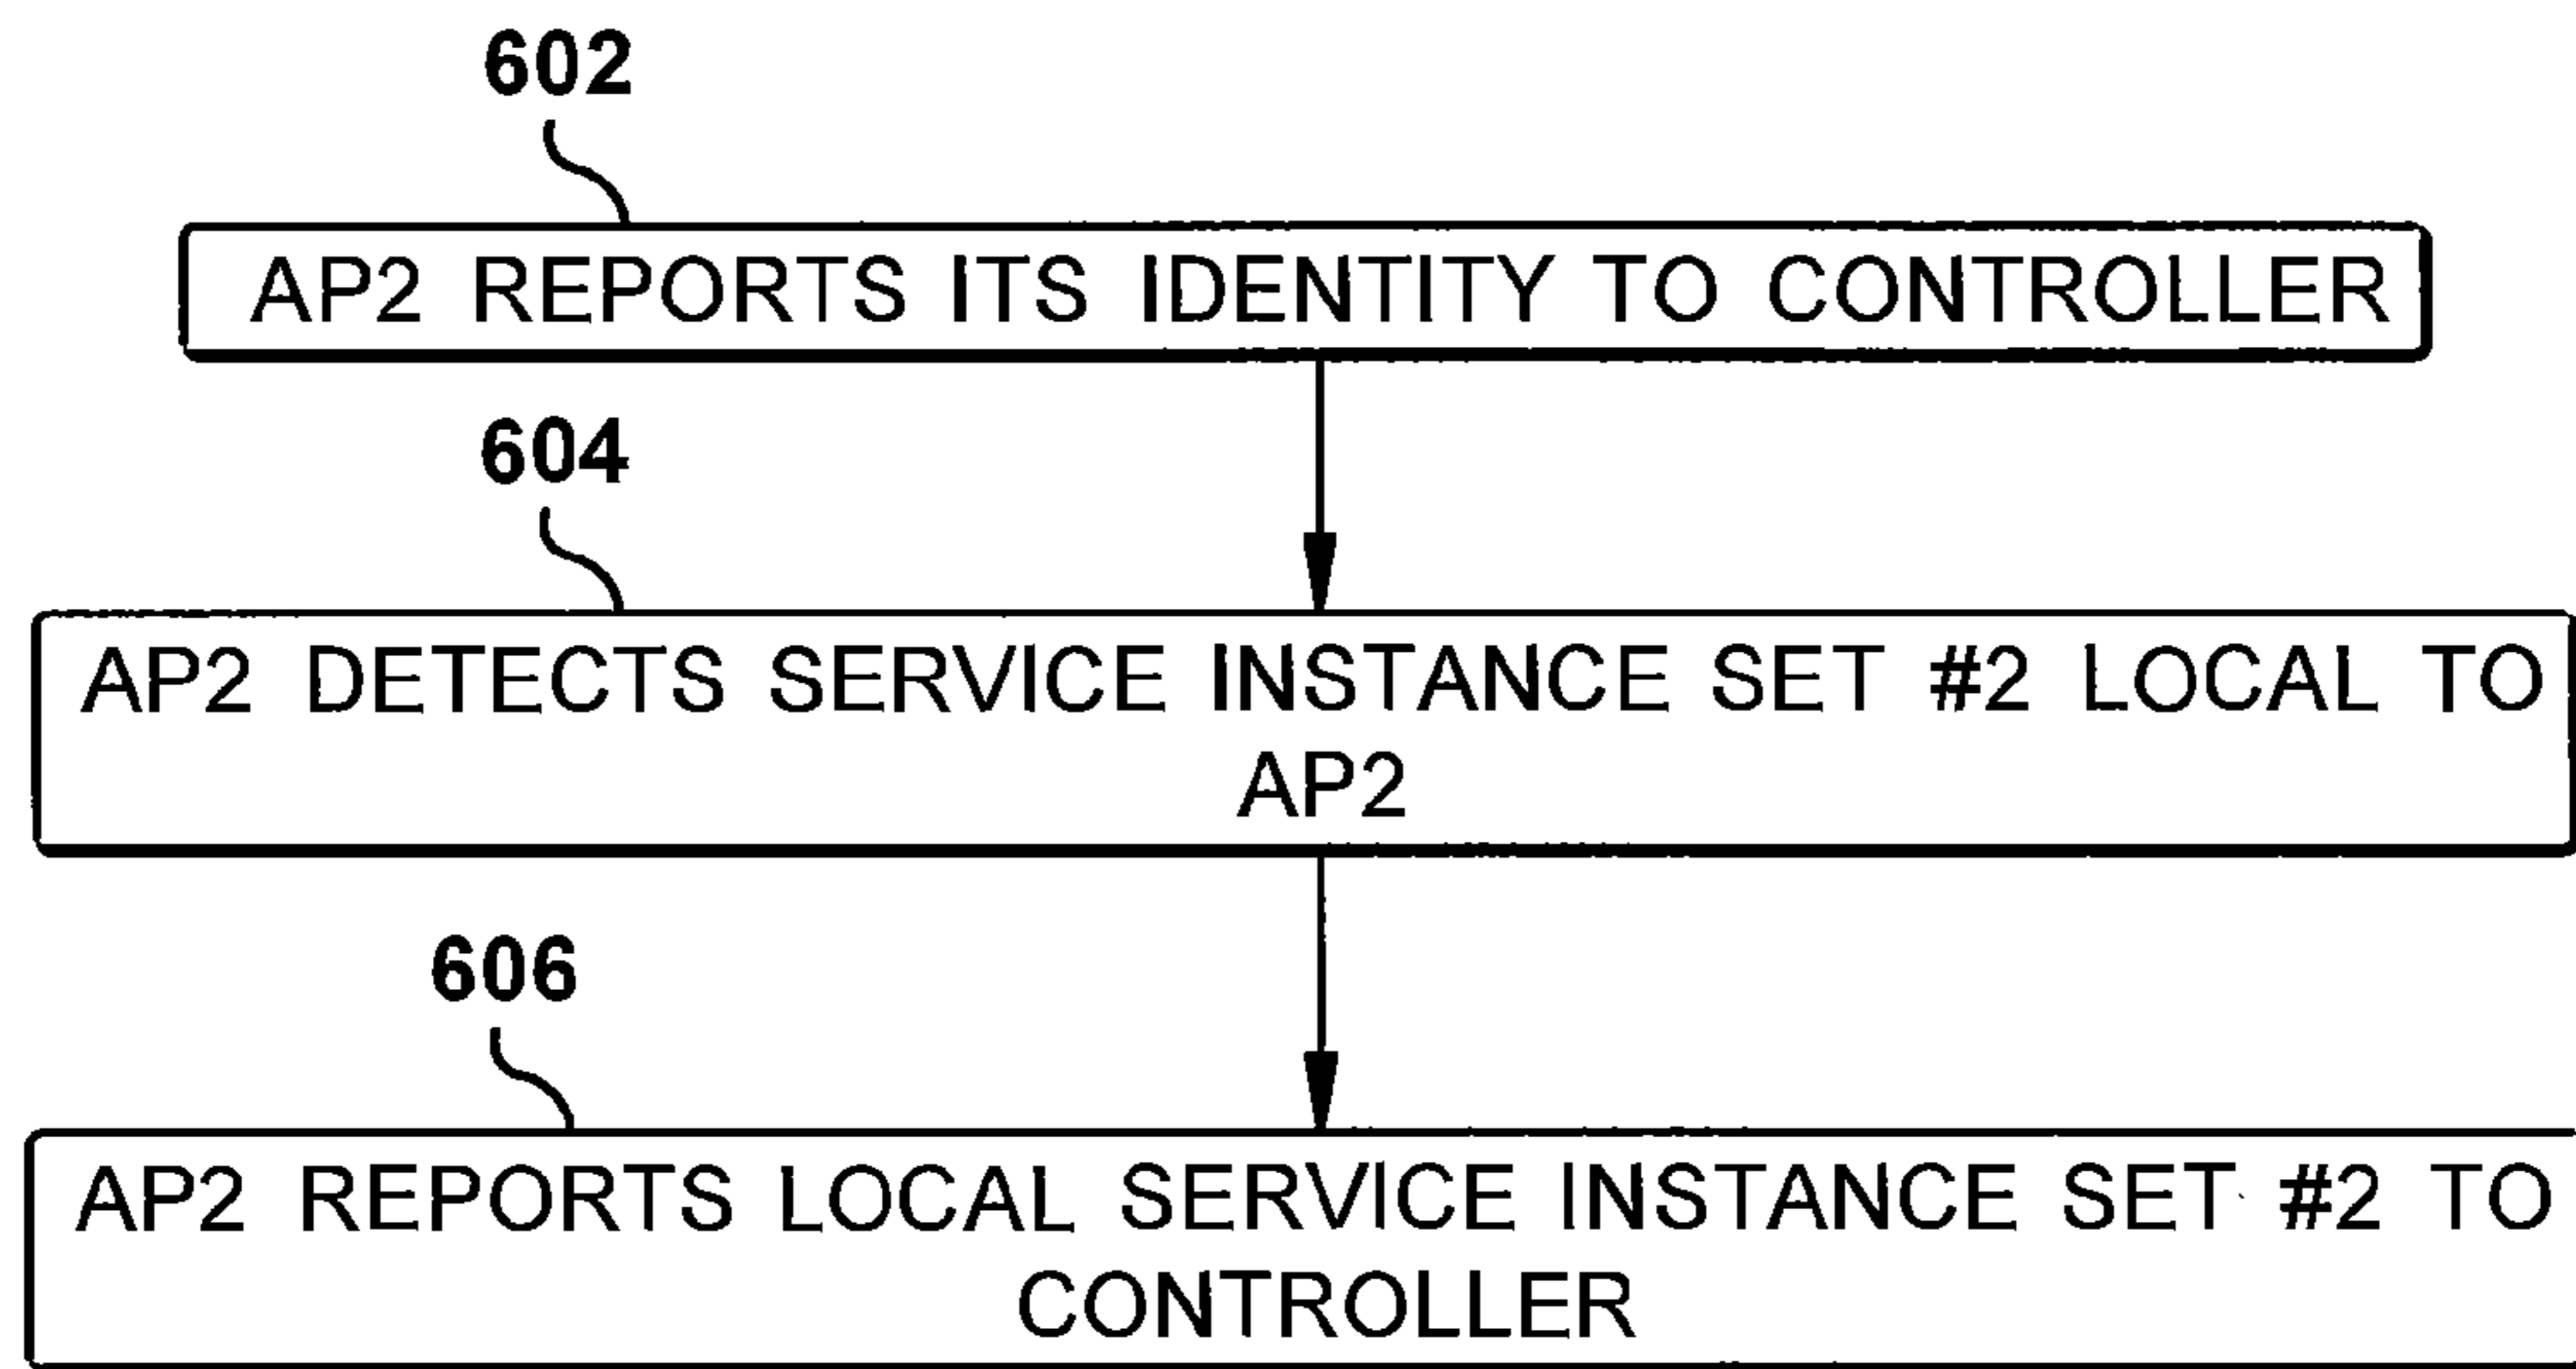 602
AP2 REPORTS ITS IDENTITY TO CONTROLLER
604
AP2 DETECTS SERVICE INSTANCE SET #2 LOCAL TO
AP2
606
AP2 REPORTS LOCAL SERVICE INSTANCE SET #2 TO
CONTROLLER